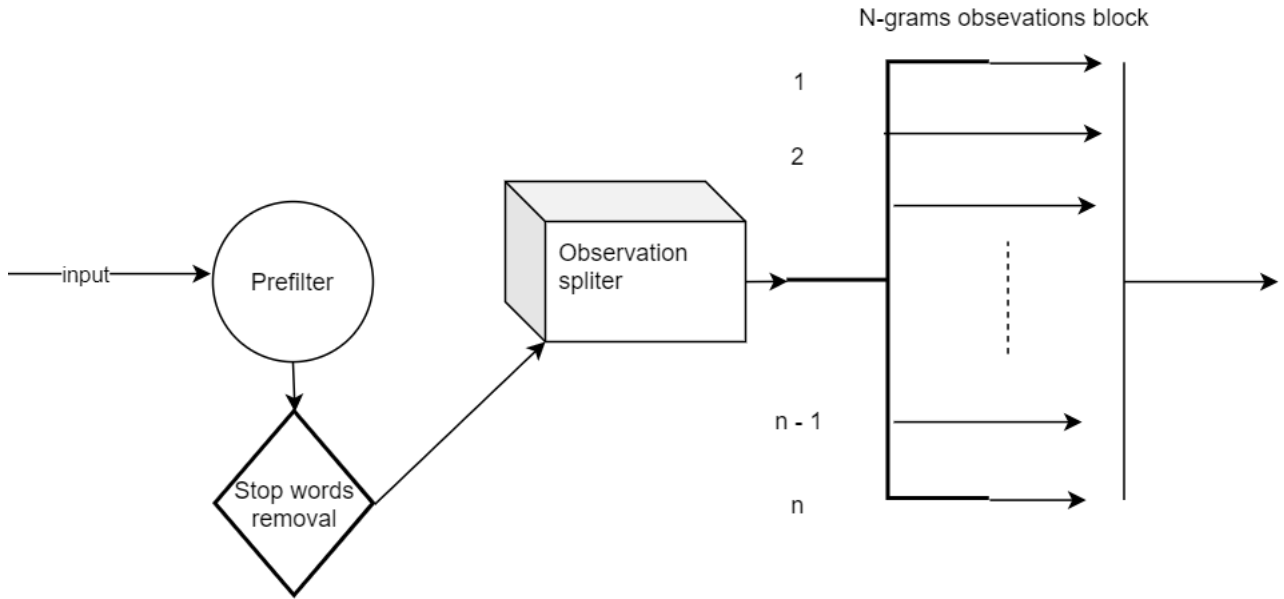 N-grams obsevations block
1
2
Observation
spliter
input
Prefilter
n - 1
Stop words
removal
n